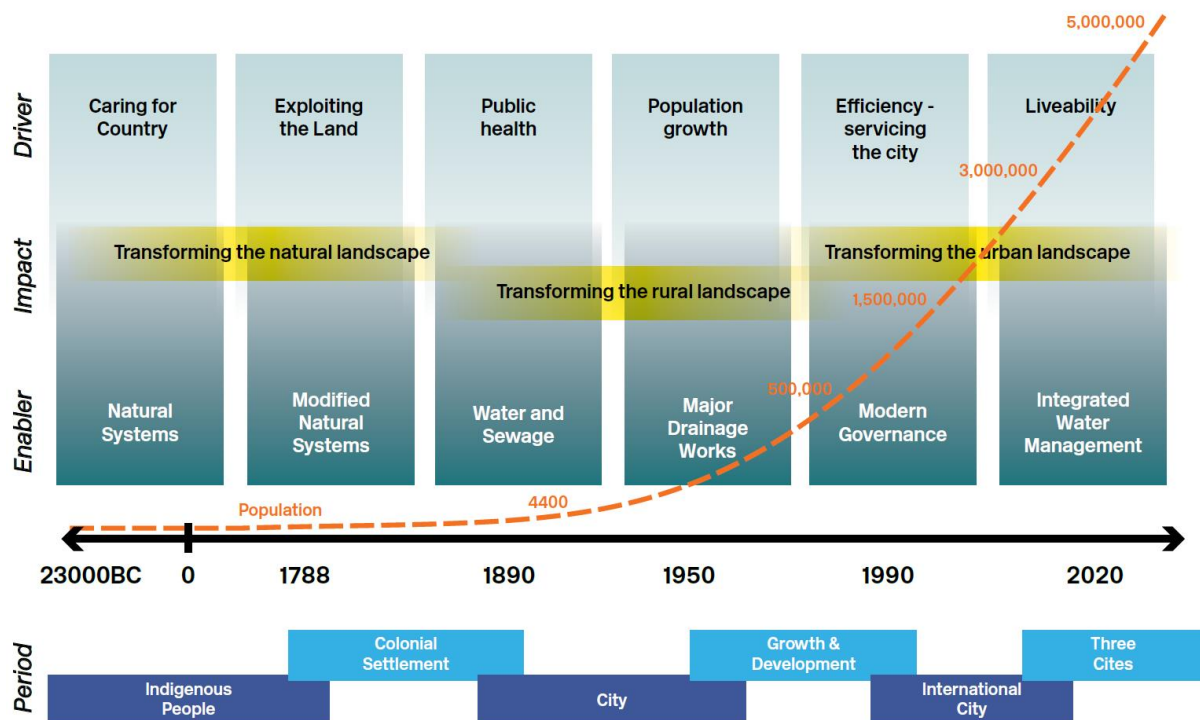 Driver
Caring for
Country
Exploiting
the Land
Public
health
Population
growth
Efficiency -
servicing
the city
Liveability
5,000,000
3,000,000
Impact
Transforming the natural landscape
Transforming the rural landscape
Transforming the urban landscape
1,500,000
500,000
Enabler
Natural
Systems
Modified
Natural
Systems
Water and
Sewage
Major
Drainage
Works
Modern
Governance
Integrated
Water
Management
Population
4400
23000BC
0
1788
1890
1950
1990
2020
Period
Indigenous
People
Colonial
Settlement
City
Growth &
Development
International
City
Three
Cites